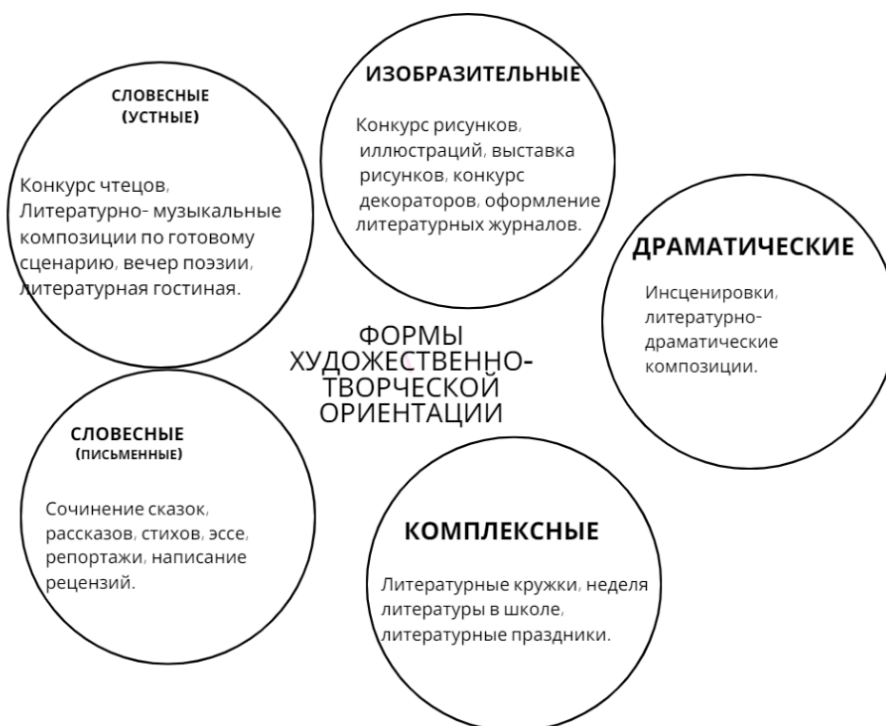 СЛОВЕСНЫЕ
(УСТНЫЕ)
Конкурс чтецов,
Литературно- музыкальные
композиции по готовому
сценарию, вечер поэзии,
литературная гостиная.
ИЗОБРАЗИТЕЛЬНЫЕ
Конкурс рисунков,
иллюстраций, выставка
рисунков, конкурс
декораторов, оформление
литературных журналов.
ДРАМАТИЧЕСКИЕ
Инсценировки,
литературно-
драматические
композиции.
ФОРМЫ
ХУДОЖЕСТВЕННО-
ТВОРЧЕСКОЙ
ОРИЕНТАЦИИ
СЛОВЕСНЫЕ
(ПИСЬМЕННЫЕ)
Сочинение сказок,
рассказов, стихов, эссе,
репортажи, написание
рецензий.
КОМПЛЕКСНЫЕ
Литературные кружки, неделя
литературы в школе,
литературные праздники.